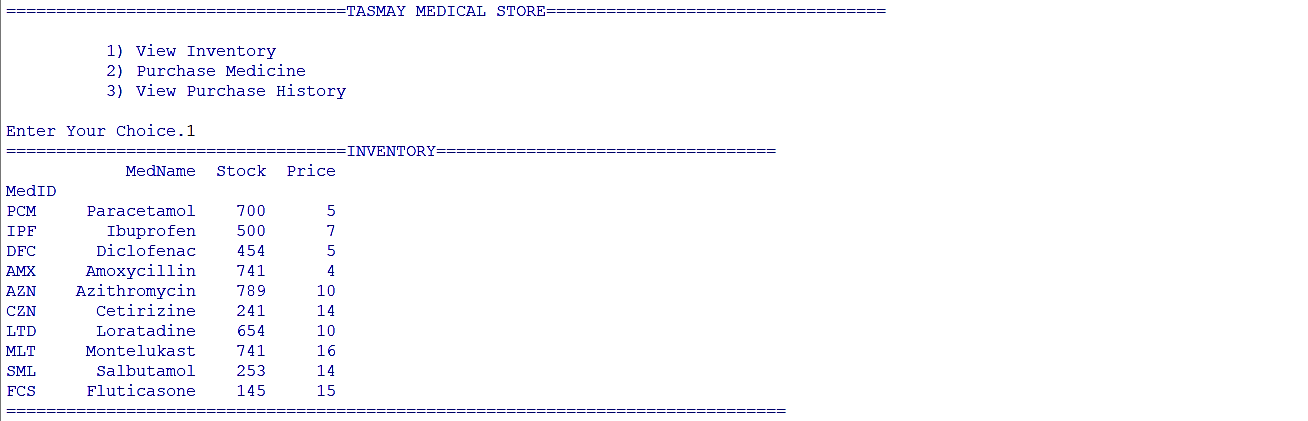 ==================================TASMAY MEDICAL STORE==================================
1) View Inventory
2) Purchase Medicine
3) View Purchase History
Enter Your Choice.1
==================================INVENTORY==================================
MedName Stock Price
MedID
PCM Paracetamol 700 5
IPF Ibuprofen 500 7
DFC Diclofenac 454 5
AMX Amoxycillin 741 4
AZN Azithromycin 789 10
CZN Cetirizine 241 14
LTD Loratadine 654 10
MLT Montelukast 741 16
SML Salbutamol 253 14
FCS Fluticasone 145 15
==============================================================================